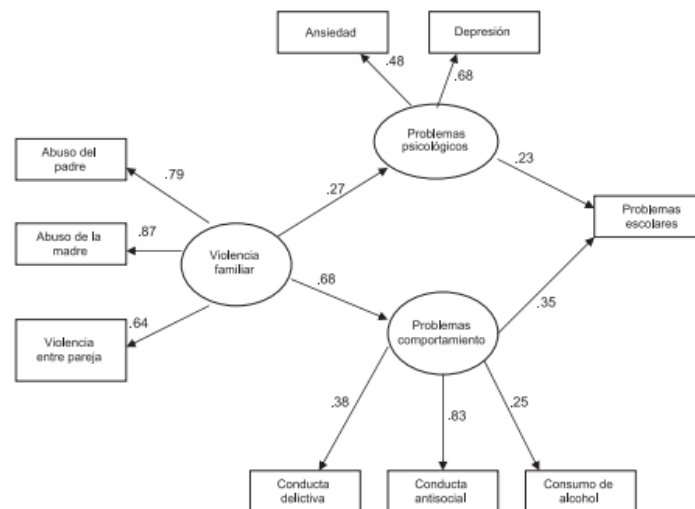 Ansiedad
Depresión
.48
.68
Problemas
psicológicos
Abuso del
padre
.79
.27
.23
Problemas
escolares
Abuso de la
madre
.87
Violencia
familiar
.68
.64
Violencia
entre pareja
Problemas
comportamiento
.35
.38
.83
.25
Conducta
delictiva
Conducta
antisocial
Consumo de
alcohol